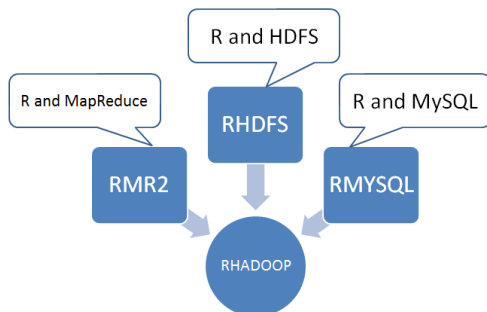 R and HDFS
R and MapReduce
R and MySQL
RHDFS
RMR2
RMYSQL
RHADOOP